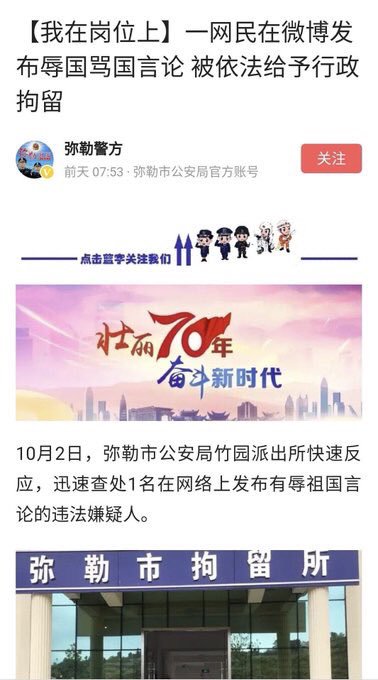 【我在岗位上】一网民在微博发
布辱国骂国言论 被依法给予行政
拘留
弥勒警方
前天 07:53 · 弥勒市公安局官方账号
关注
点击蓝字关注我们
壮丽70年
奋斗新时代
10月2日，弥勒市公安局竹园派出所快速反
应，迅速查处1名在网络上发布有辱祖国言
论的违法嫌疑人。
弥勒市拘留所